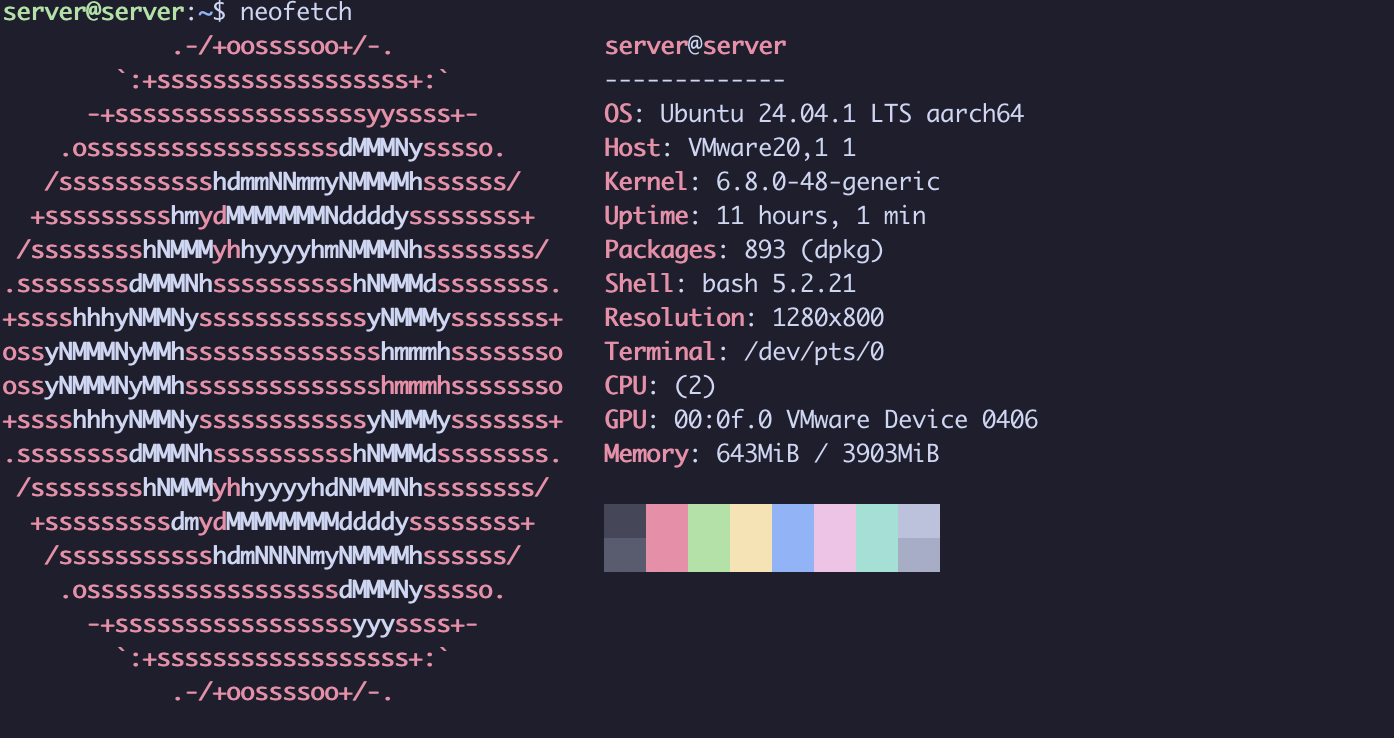 server@server:~$ neofetch
            .-/+oossssoo+/-.               server@server
        `:+ssssssssssssssssss+:`           -------------
      -+ssssssssssssssssssyyssss+-         OS: Ubuntu 24.04.1 LTS aarch64
    .ossssssssssssssssssdMMMNysssso.       Host: VMware20,1 1
   /ssssssssssshdmmNNmmyNMMMMhssssss/      Kernel: 6.8.0-48-generic
  +ssssssssshmydMMMMMMMNddddyssssssss+     Uptime: 11 hours, 1 min
 /sssssssshNMMMyhhyyyyhmNMMMNhssssssss/    Packages: 893 (dpkg)
.ssssssssdMMMNhsssssssssshNMMMdssssssss.   Shell: bash 5.2.21
+sssshhhyNMMNyssssssssssssyNMMMysssssss+   Resolution: 1280x800
ossyNMMMNyMMhsssssssssssssshmmmhssssssso   Terminal: /dev/pts/0
ossyNMMMNyMMhsssssssssssssshmmmhssssssso   CPU: (2)
+sssshhhyNMMNyssssssssssssyNMMMysssssss+   GPU: 00:0f.0 VMware Device 0406
.ssssssssdMMMNhsssssssssshNMMMdssssssss.   Memory: 643MiB / 3903MiB
 /sssssssshNMMMyhhyyyyhdNMMMNhssssssss/
  +sssssssssdmydMMMMMMMMddddyssssssss+
   /ssssssssssshdmNNNNmyNMMMMhssssss/
    .ossssssssssssssssssdMMMNysssso.
      -+sssssssssssssssssyyyssss+-
        `:+ssssssssssssssssss+:`
            .-/+oossssoo+/-.